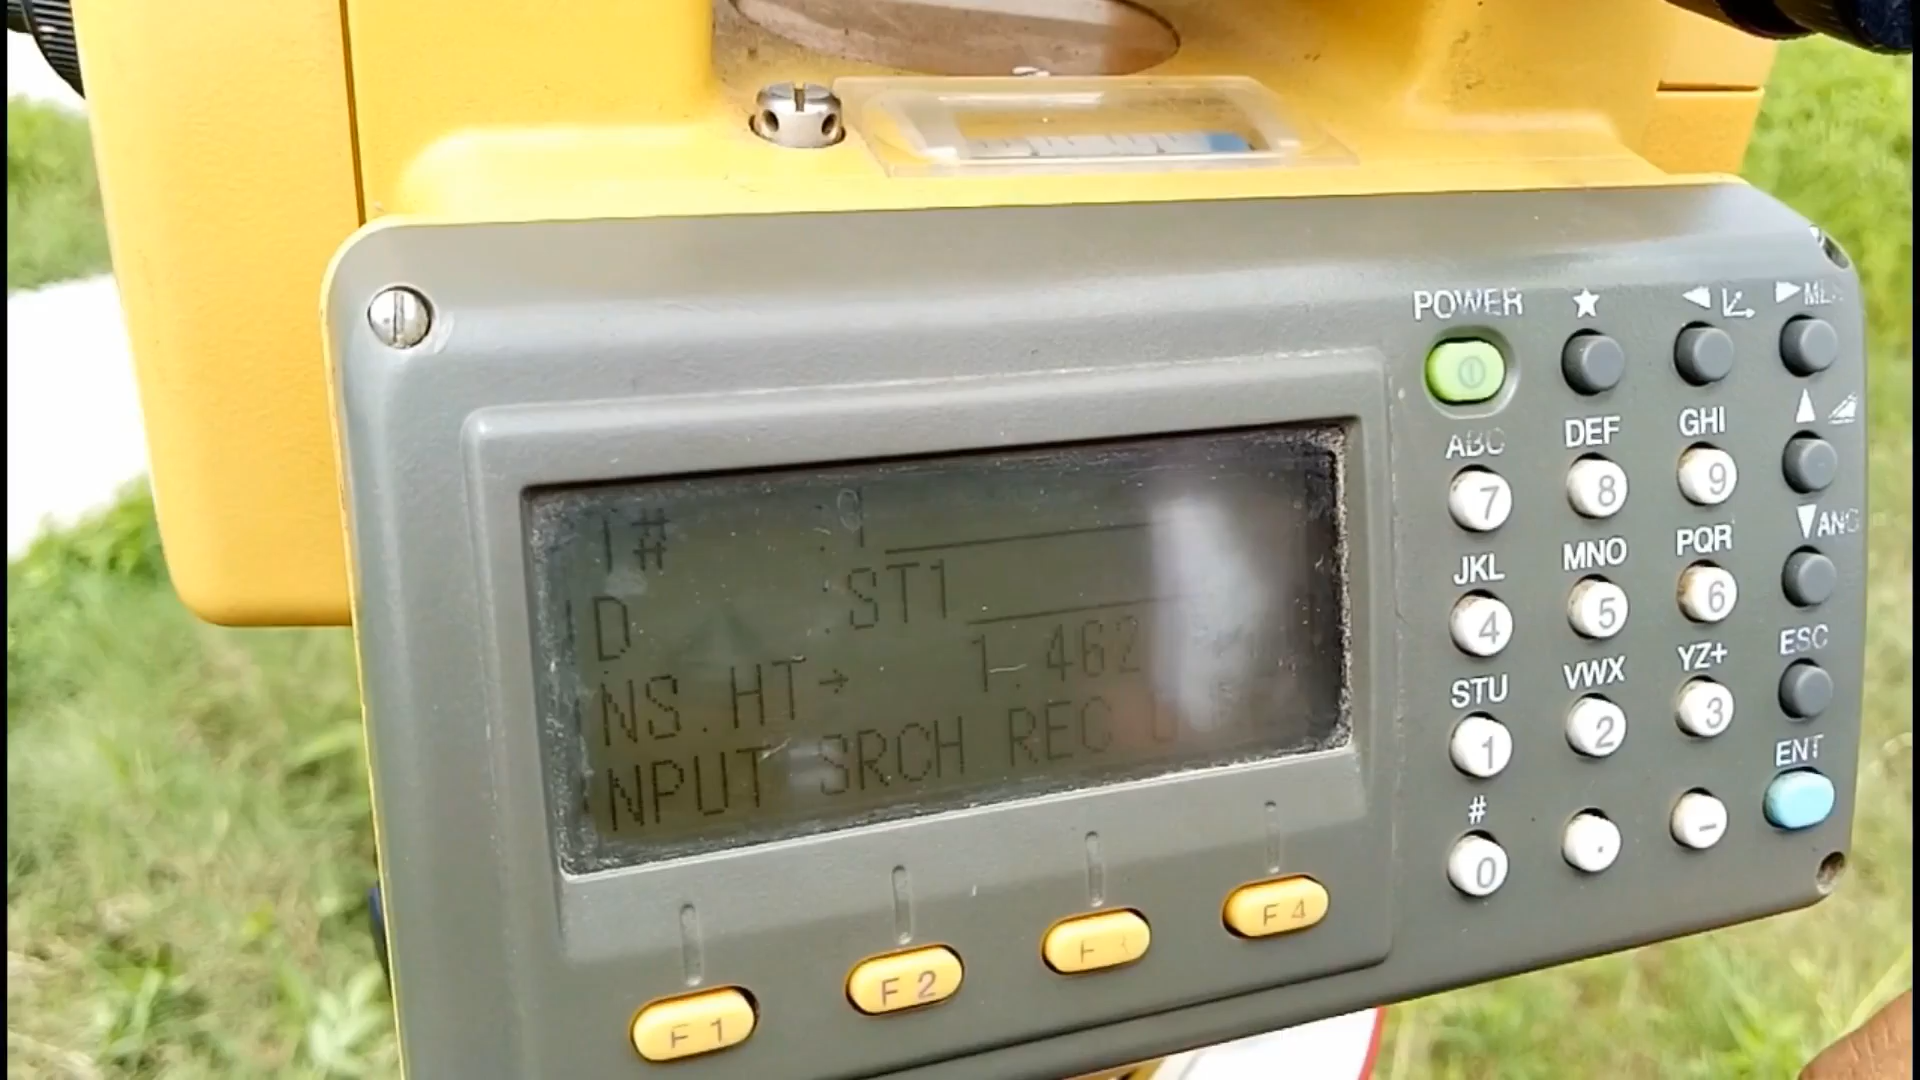 T# :1
D :ST1
NS.HT→ 1.462
NPUT SRCH REC
F1 F2 F4
POWER ★ ◀ ▶
ABC DEF GHI ▲
7 8 9
JKL MNO PQR ▼ANG
4 5 6
STU VWX YZ+ ESC
1 2 3
# ENT
0 . -